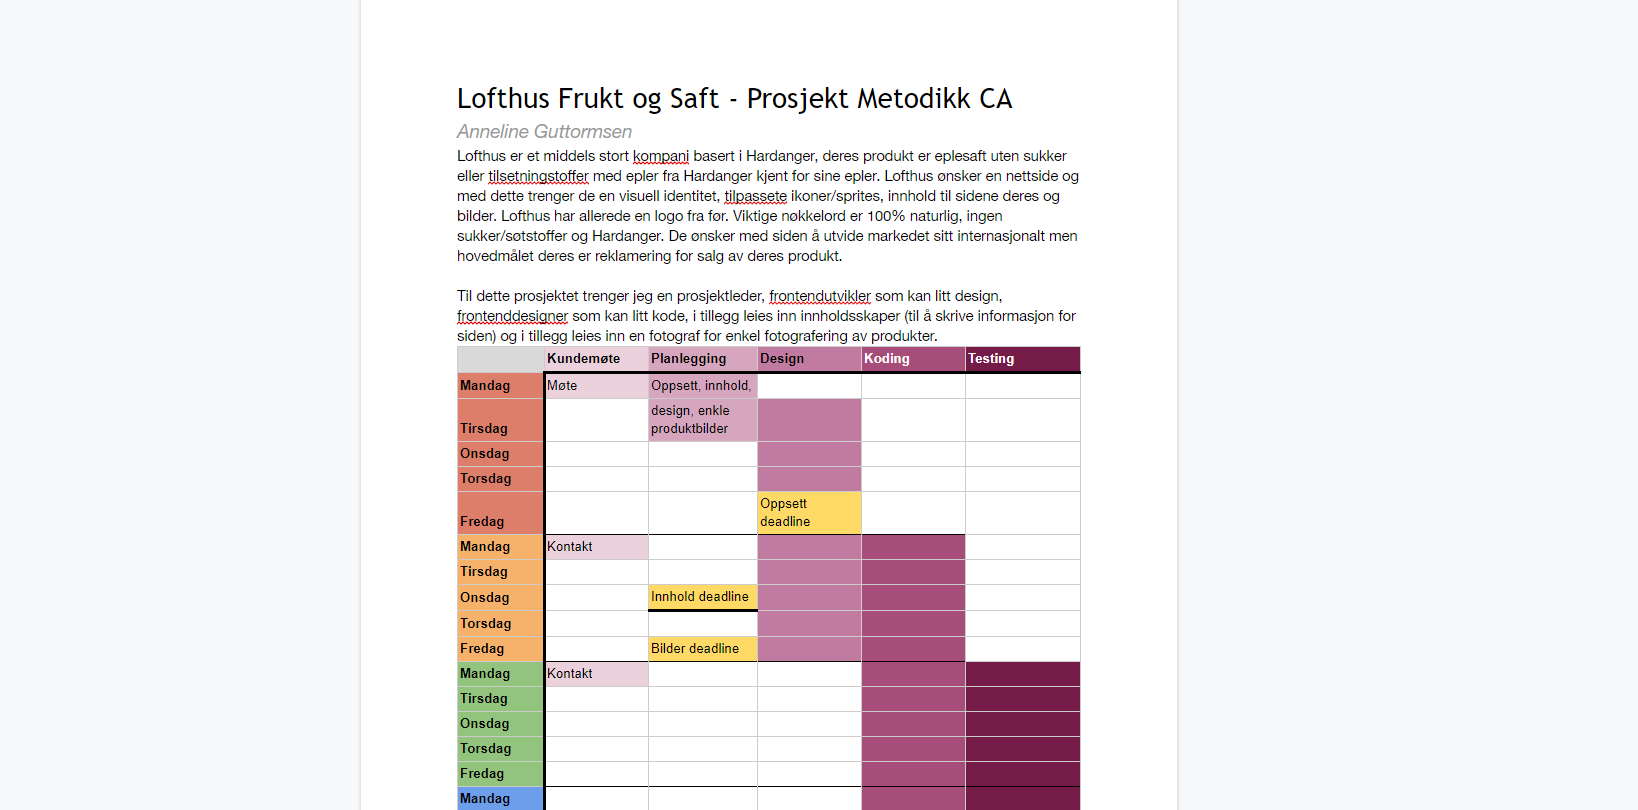 Lofthus Frukt og Saft - Prosjekt Metodikk CA
Anneline Guttormsen
Lofthus er et middels stort kompani basert i Hardanger, deres produkt er eplesaft uten sukker
eller tilsetningstoffer med epler fra Hardanger kjent for sine epler. Lofthus ønsker en nettside og
med dette trenger de en visuell identitet, tilpassete ikoner/sprites, innhold til sidene deres og
bilder. Lofthus har allerede en logo fra før. Viktige nøkkelord er 100% naturlig, ingen
sukker/søtstoffer og Hardanger. De ønsker med siden å utvide markedet sitt internasjonalt men
hovedmålet deres er reklamering for salg av deres produkt.
Til dette prosjektet trenger jeg en prosjektleder, frontendutvikler som kan litt design,
frontenddesigner som kan litt kode, i tillegg leies inn innholdsskaper (til å skrive informasjon for
siden) og i tillegg leies inn en fotograf for enkel fotografering av produkter.
Kundemøte Planlegging Design Koding Testing
Mandag Møte Oppsett, innhold,
design, enkle
Tirsdag produktbilder
Onsdag
Torsdag
Oppsett
Fredag deadline
Mandag Kontakt
Tirsdag
Onsdag Innhold deadline
Torsdag
Fredag Bilder deadline
Mandag Kontakt
Tirsdag
Onsdag
Torsdag
Fredag
Mandag